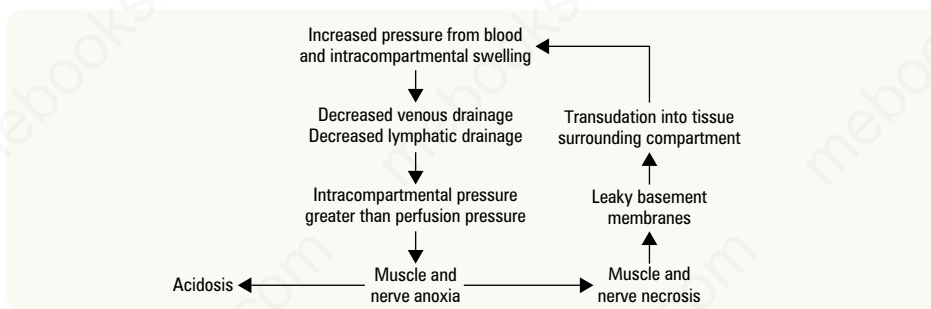 Increased pressure from blood
and intracompartmental swelling
Decreased venous drainage
Decreased lymphatic drainage
Transudation into tissue
surrounding compartment
Intracompartmental pressure
greater than perfusion pressure
Leaky basement
membranes
Acidosis
Muscle and
nerve anoxia
Muscle and
nerve necrosis